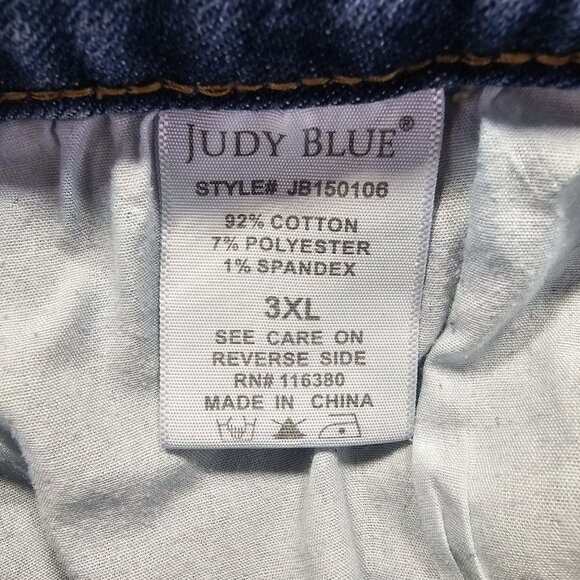 JUDY BLUE®
STYLE# JB150106
92% COTTON
7% POLYESTER
1% SPANDEX
3XL
SEE CARE ON
REVERSE SIDE
RN# 116380
MADE IN CHINA